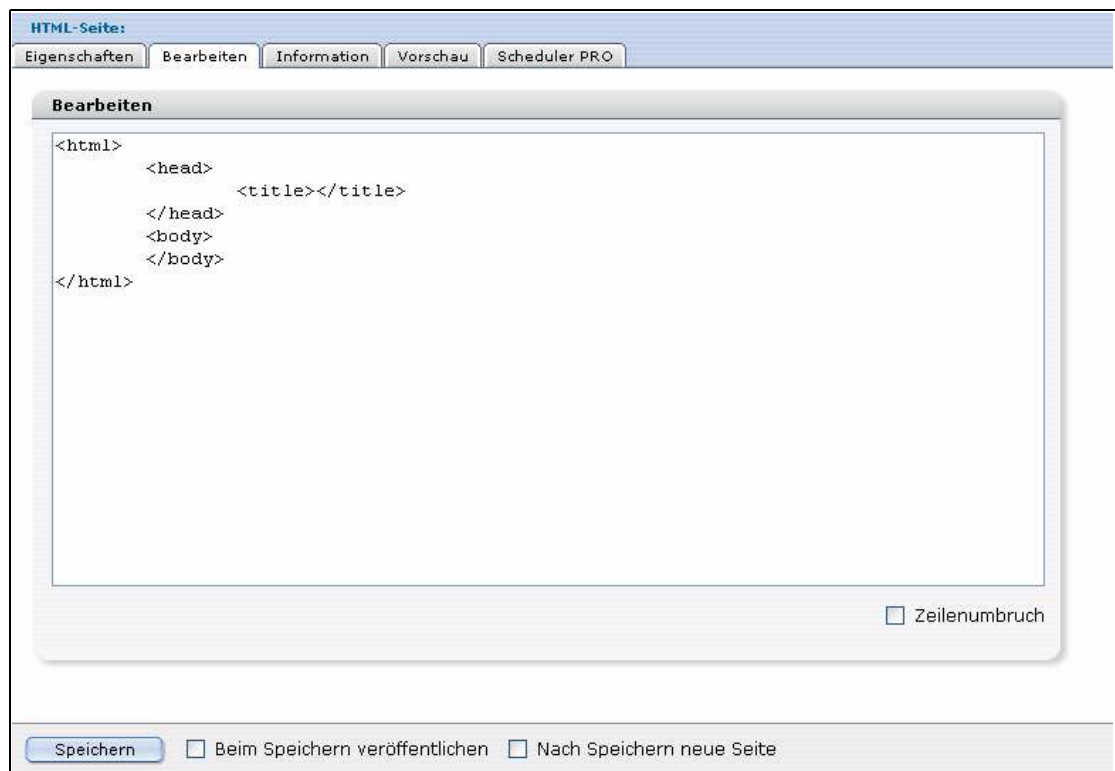 HTML-Seite:
Eigenschaften Bearbeiten Information Vorschau Scheduler PRO
Bearbeiten
<html>
<head>
<title></title>
</head>
<body>
</body>
</html>
Zeilenumbruch
Speichern Beim Speichern veröffentlichen Nach Speichern neue Seite